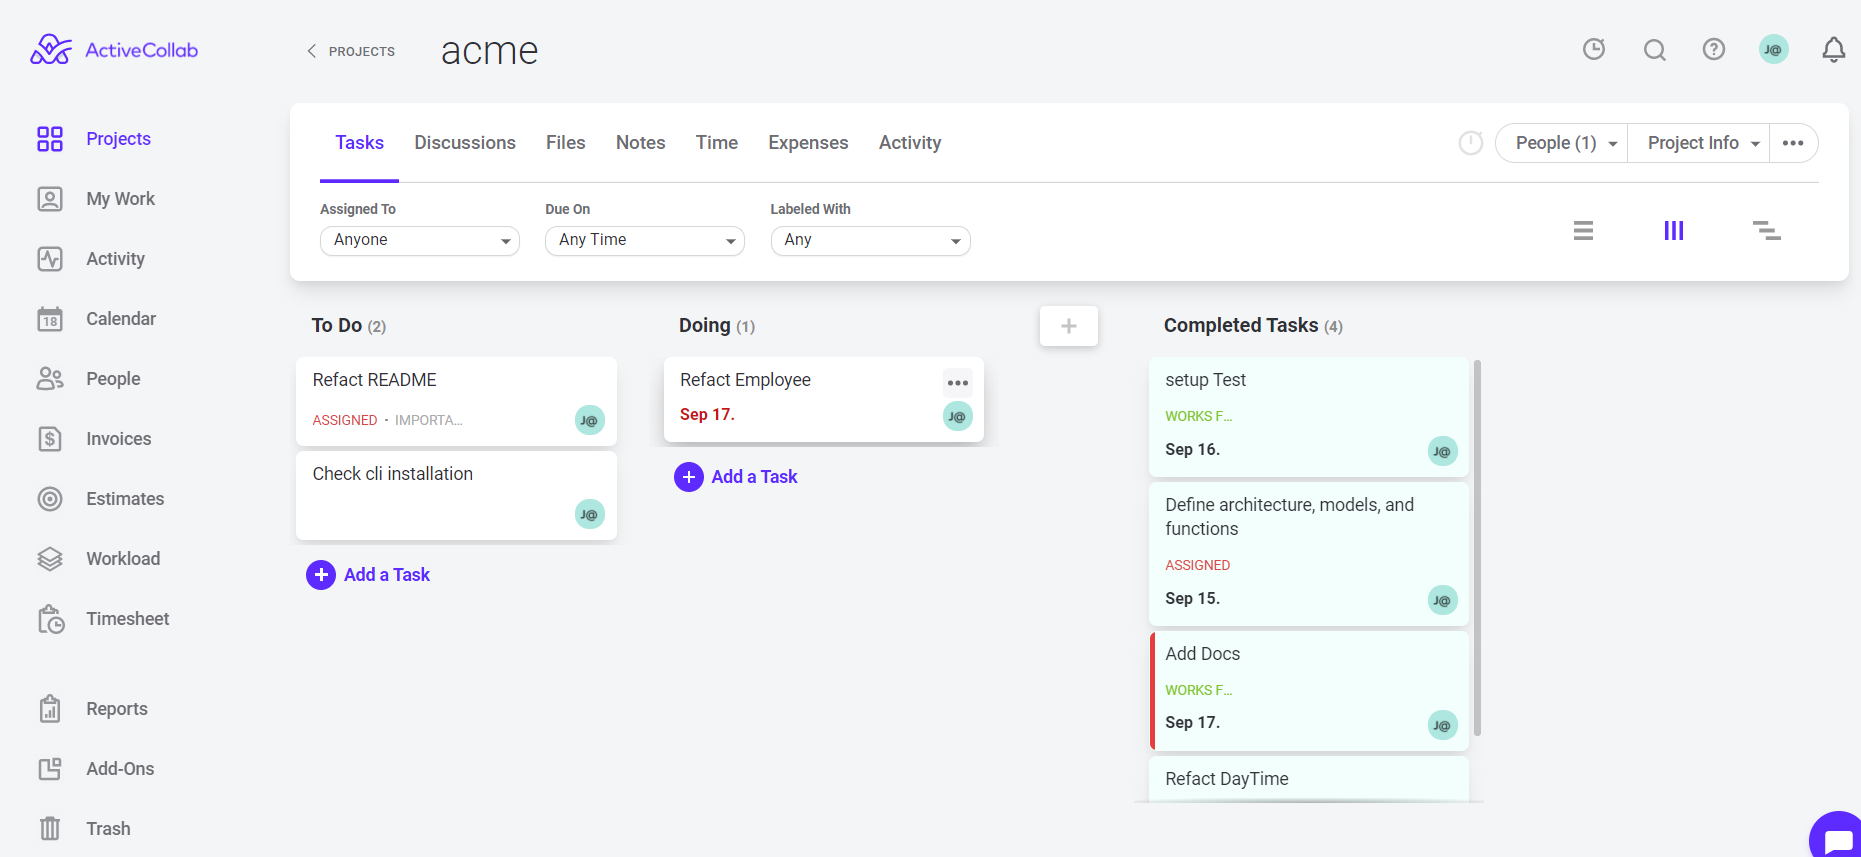 ActiveCollab
PROJECTS
acme
J@
Projects
My Work
Activity
18
Calendar
People
$
Invoices
Estimates
Workload
Timesheet
Reports
Add-Ons
Trash
Tasks Discussions Files Notes Time Expenses Activity
People (1) Project Info
Assigned To Due On Labeled With
Anyone Any Time Any
To Do (2)
Refact README
ASSIGNED · IMPORTA...
J@
Check cli installation
J@
+ Add a Task
Doing (1)
Refact Employee
Sep 17.
J@
+ Add a Task
+
Completed Tasks (4)
setup Test
WORKS F...
Sep 16.
J@
Define architecture, models, and
functions
ASSIGNED
Sep 15.
J@
Add Docs
WORKS F...
Sep 17.
J@
Refact DayTime